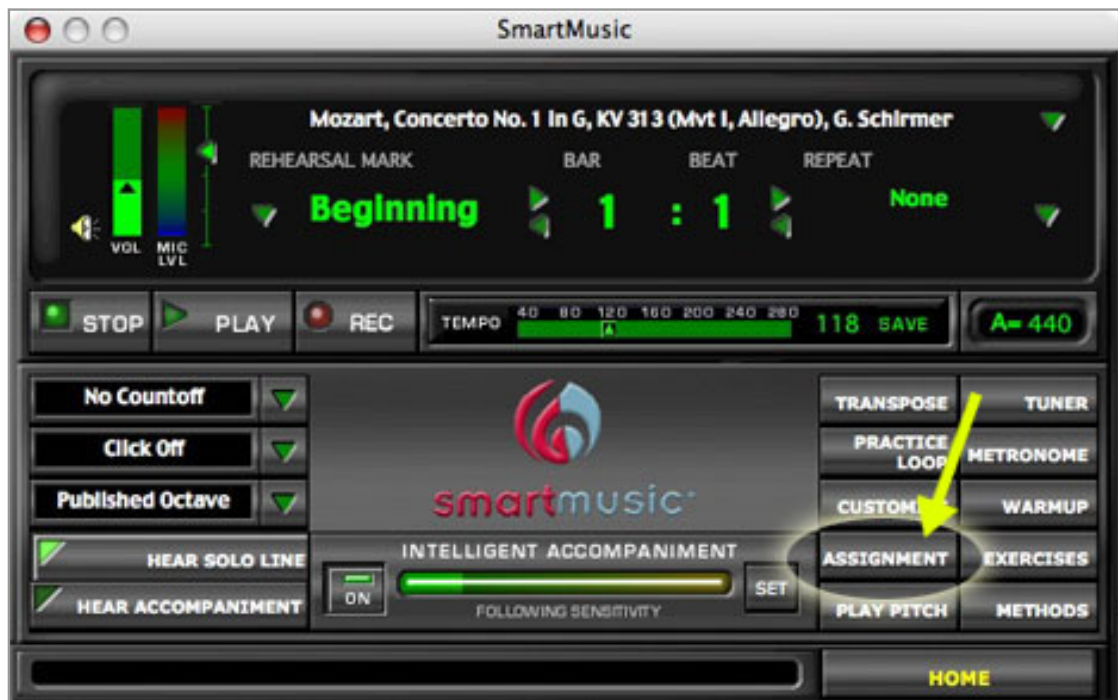 SmartMusic
Mozart, Concerto No. 1 in G, KV 313 (Mvt I, Allegro), G. Schirmer
REHEARSAL MARK BAR BEAT REPEAT
Beginning 1 : 1 None
VOL MIC LVL
STOP PLAY REC TEMPO 40 80 120 160 200 240 280 118 SAVE A= 440
No Countoff
Click Off
Published Octave
HEAR SOLO LINE
HEAR ACCOMPANIMENT
smartmusic
INTELLIGENT ACCOMPANIMENT
ON SET
FOLLOWING SENSITIVITY
TRANSPOSE TUNER
PRACTICE LOOP METRONOME
WARMUP
ASSIGNMENT EXERCISES
PLAY PITCH METHODS
HOME